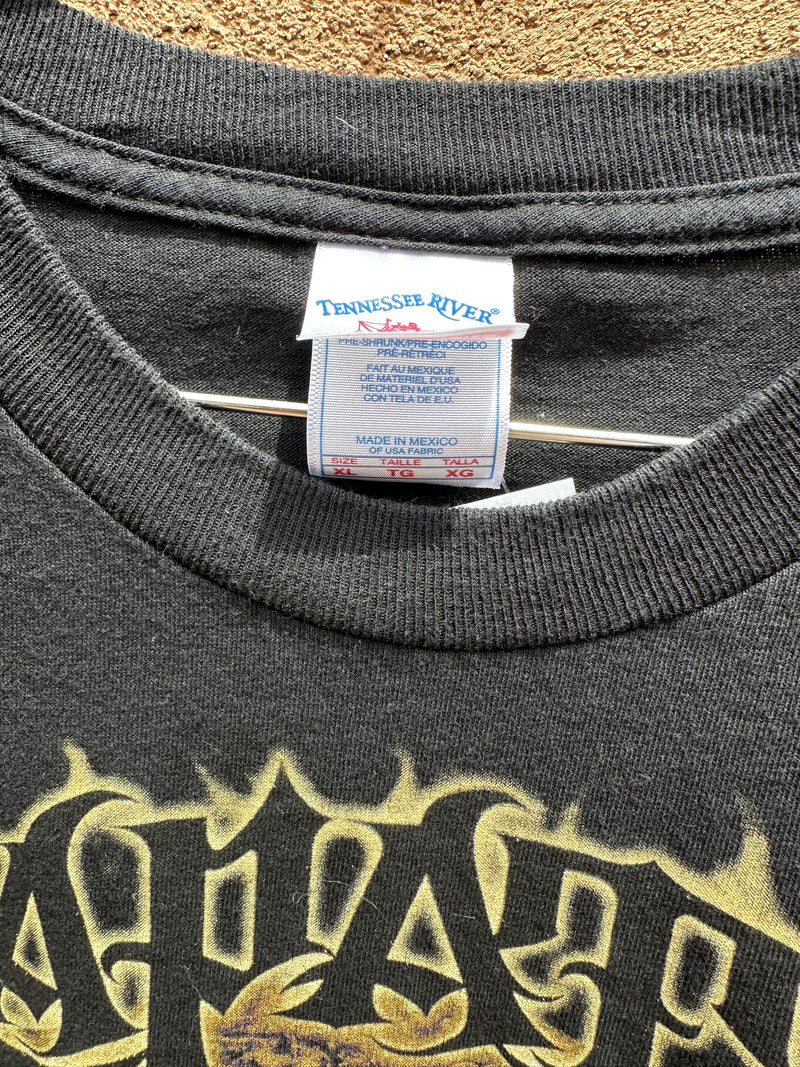 TENNESSEE RIVER®
PRE-SHRUNK/PRE-ENCOGIDO
PRE-RÉTRÉCI
FAIT AU MEXIQUE
DE MATERIEL D'USA
HECHO EN MEXICO
CON TELA DE E.U.
MADE IN MEXICO
OF USA FABRIC
SIZE TAILLE TALLA
XL TG XG